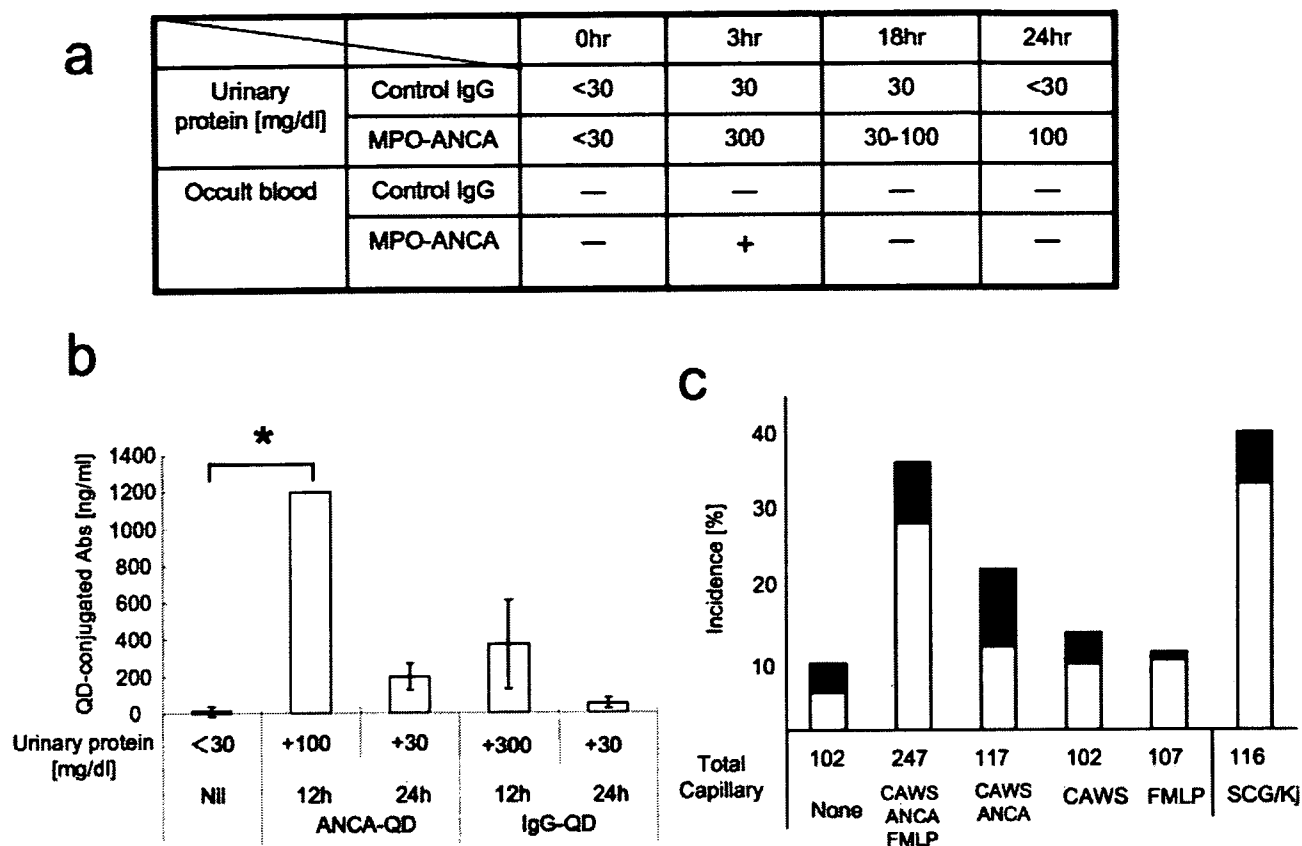 a
0hr 3hr 18hr 24hr
Urinary protein [mg/dl] Control IgG <30 30 30 <30
MPO-ANCA <30 300 30-100 100
Occult blood Control IgG — — — —
MPO-ANCA — + — —
b
*
QD-conjugated Abs [ng/ml]
1400
1200
1000
800
600
400
200
0
Urinary protein [mg/dl] <30 +100 +30 +300 +30
Nil 12h 24h 12h 24h
ANCA-QD IgG-QD
c
Incidence [%]
40
30
20
10
Total Capillary 102 247 117 102 107 116
None CAWS ANCA FMLP CAWS ANCA CAWS FMLP SCG/Kj